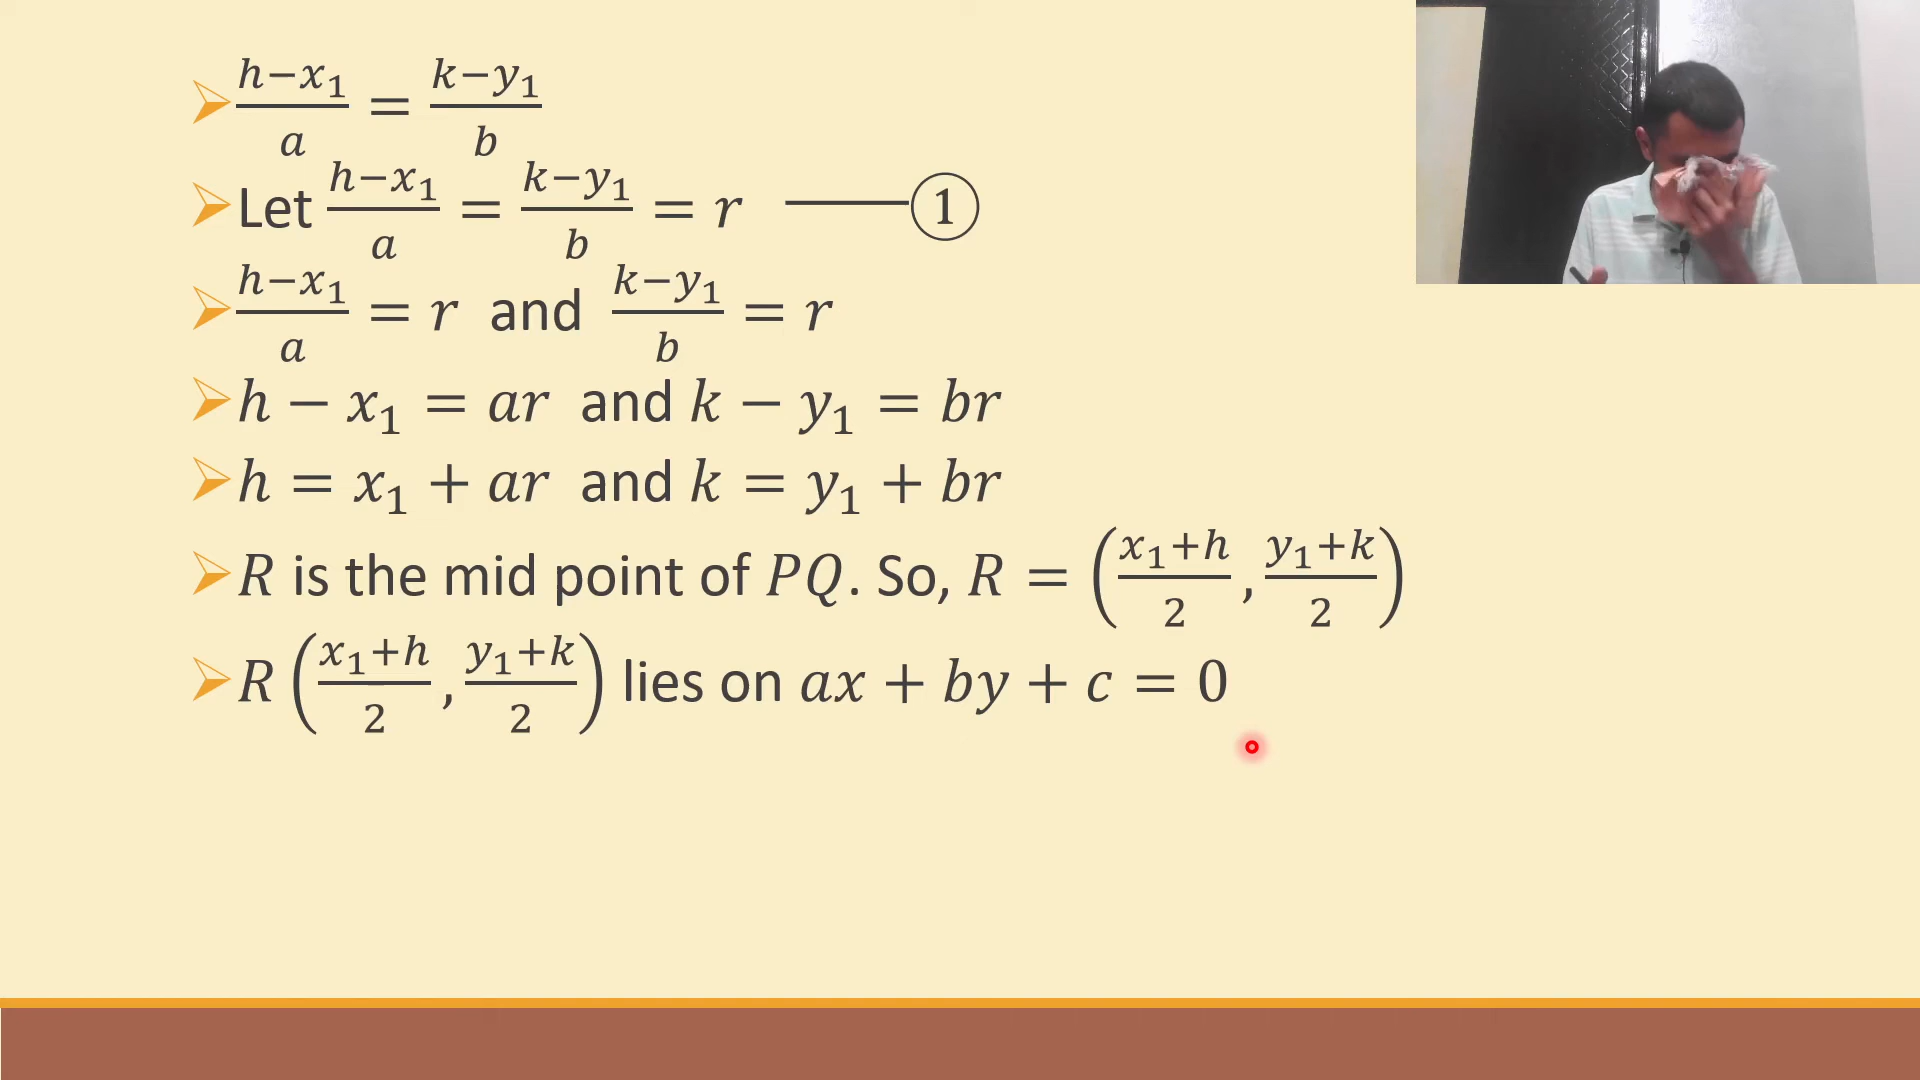 (h−x₁)/a = (k−y₁)/b
Let (h−x₁)/a = (k−y₁)/b = r ——①
(h−x₁)/a = r and (k−y₁)/b = r
h − x₁ = ar and k − y₁ = br
h = x₁ + ar and k = y₁ + br
R is the mid point of PQ. So, R = ((x₁+h)/2, (y₁+k)/2)
R ((x₁+h)/2, (y₁+k)/2) lies on ax + by + c = 0